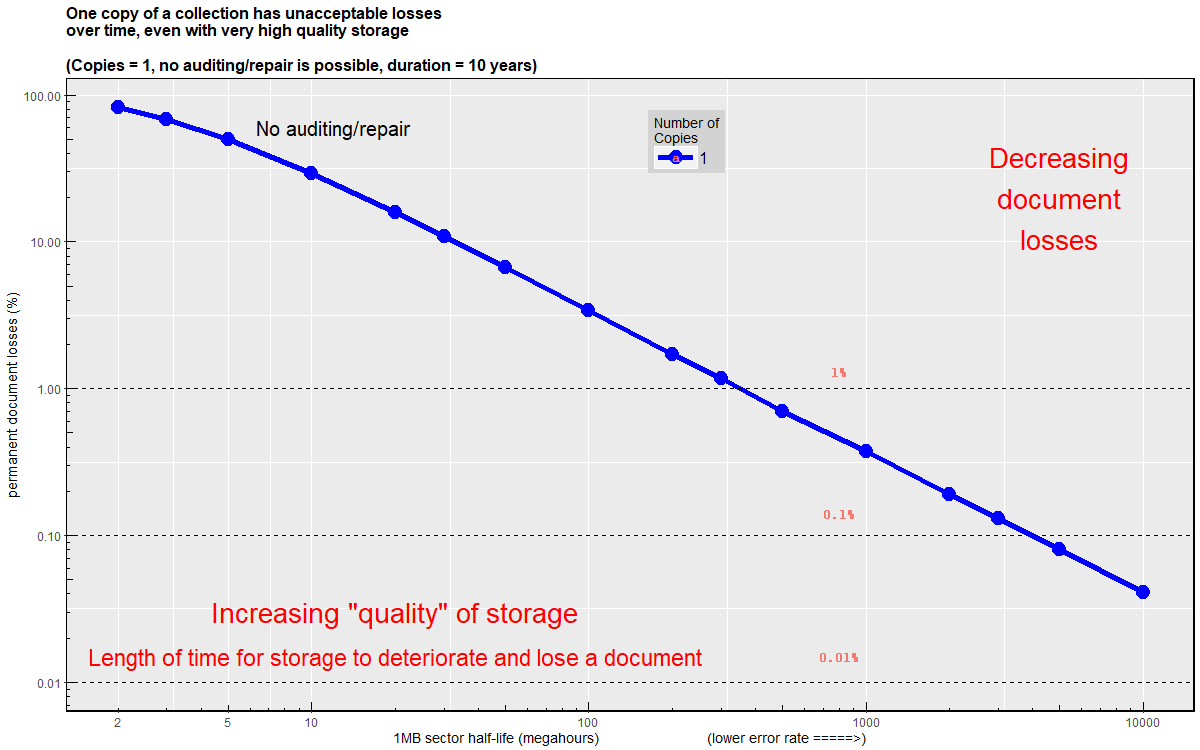 One copy of a collection has unacceptable losses
over time, even with very high quality storage
(Copies = 1, no auditing/repair is possible, duration = 10 years)
100.00
10.00
1.00
0.10
0.01
permanent document losses (%)
No auditing/repair
Number of
Copies
a 1
Decreasing
document
losses
1%
0.1%
0.01%
Increasing "quality" of storage
Length of time for storage to deteriorate and lose a document
2 5 10 100 1000 10000
1MB sector half-life (megahours) (lower error rate =====>)